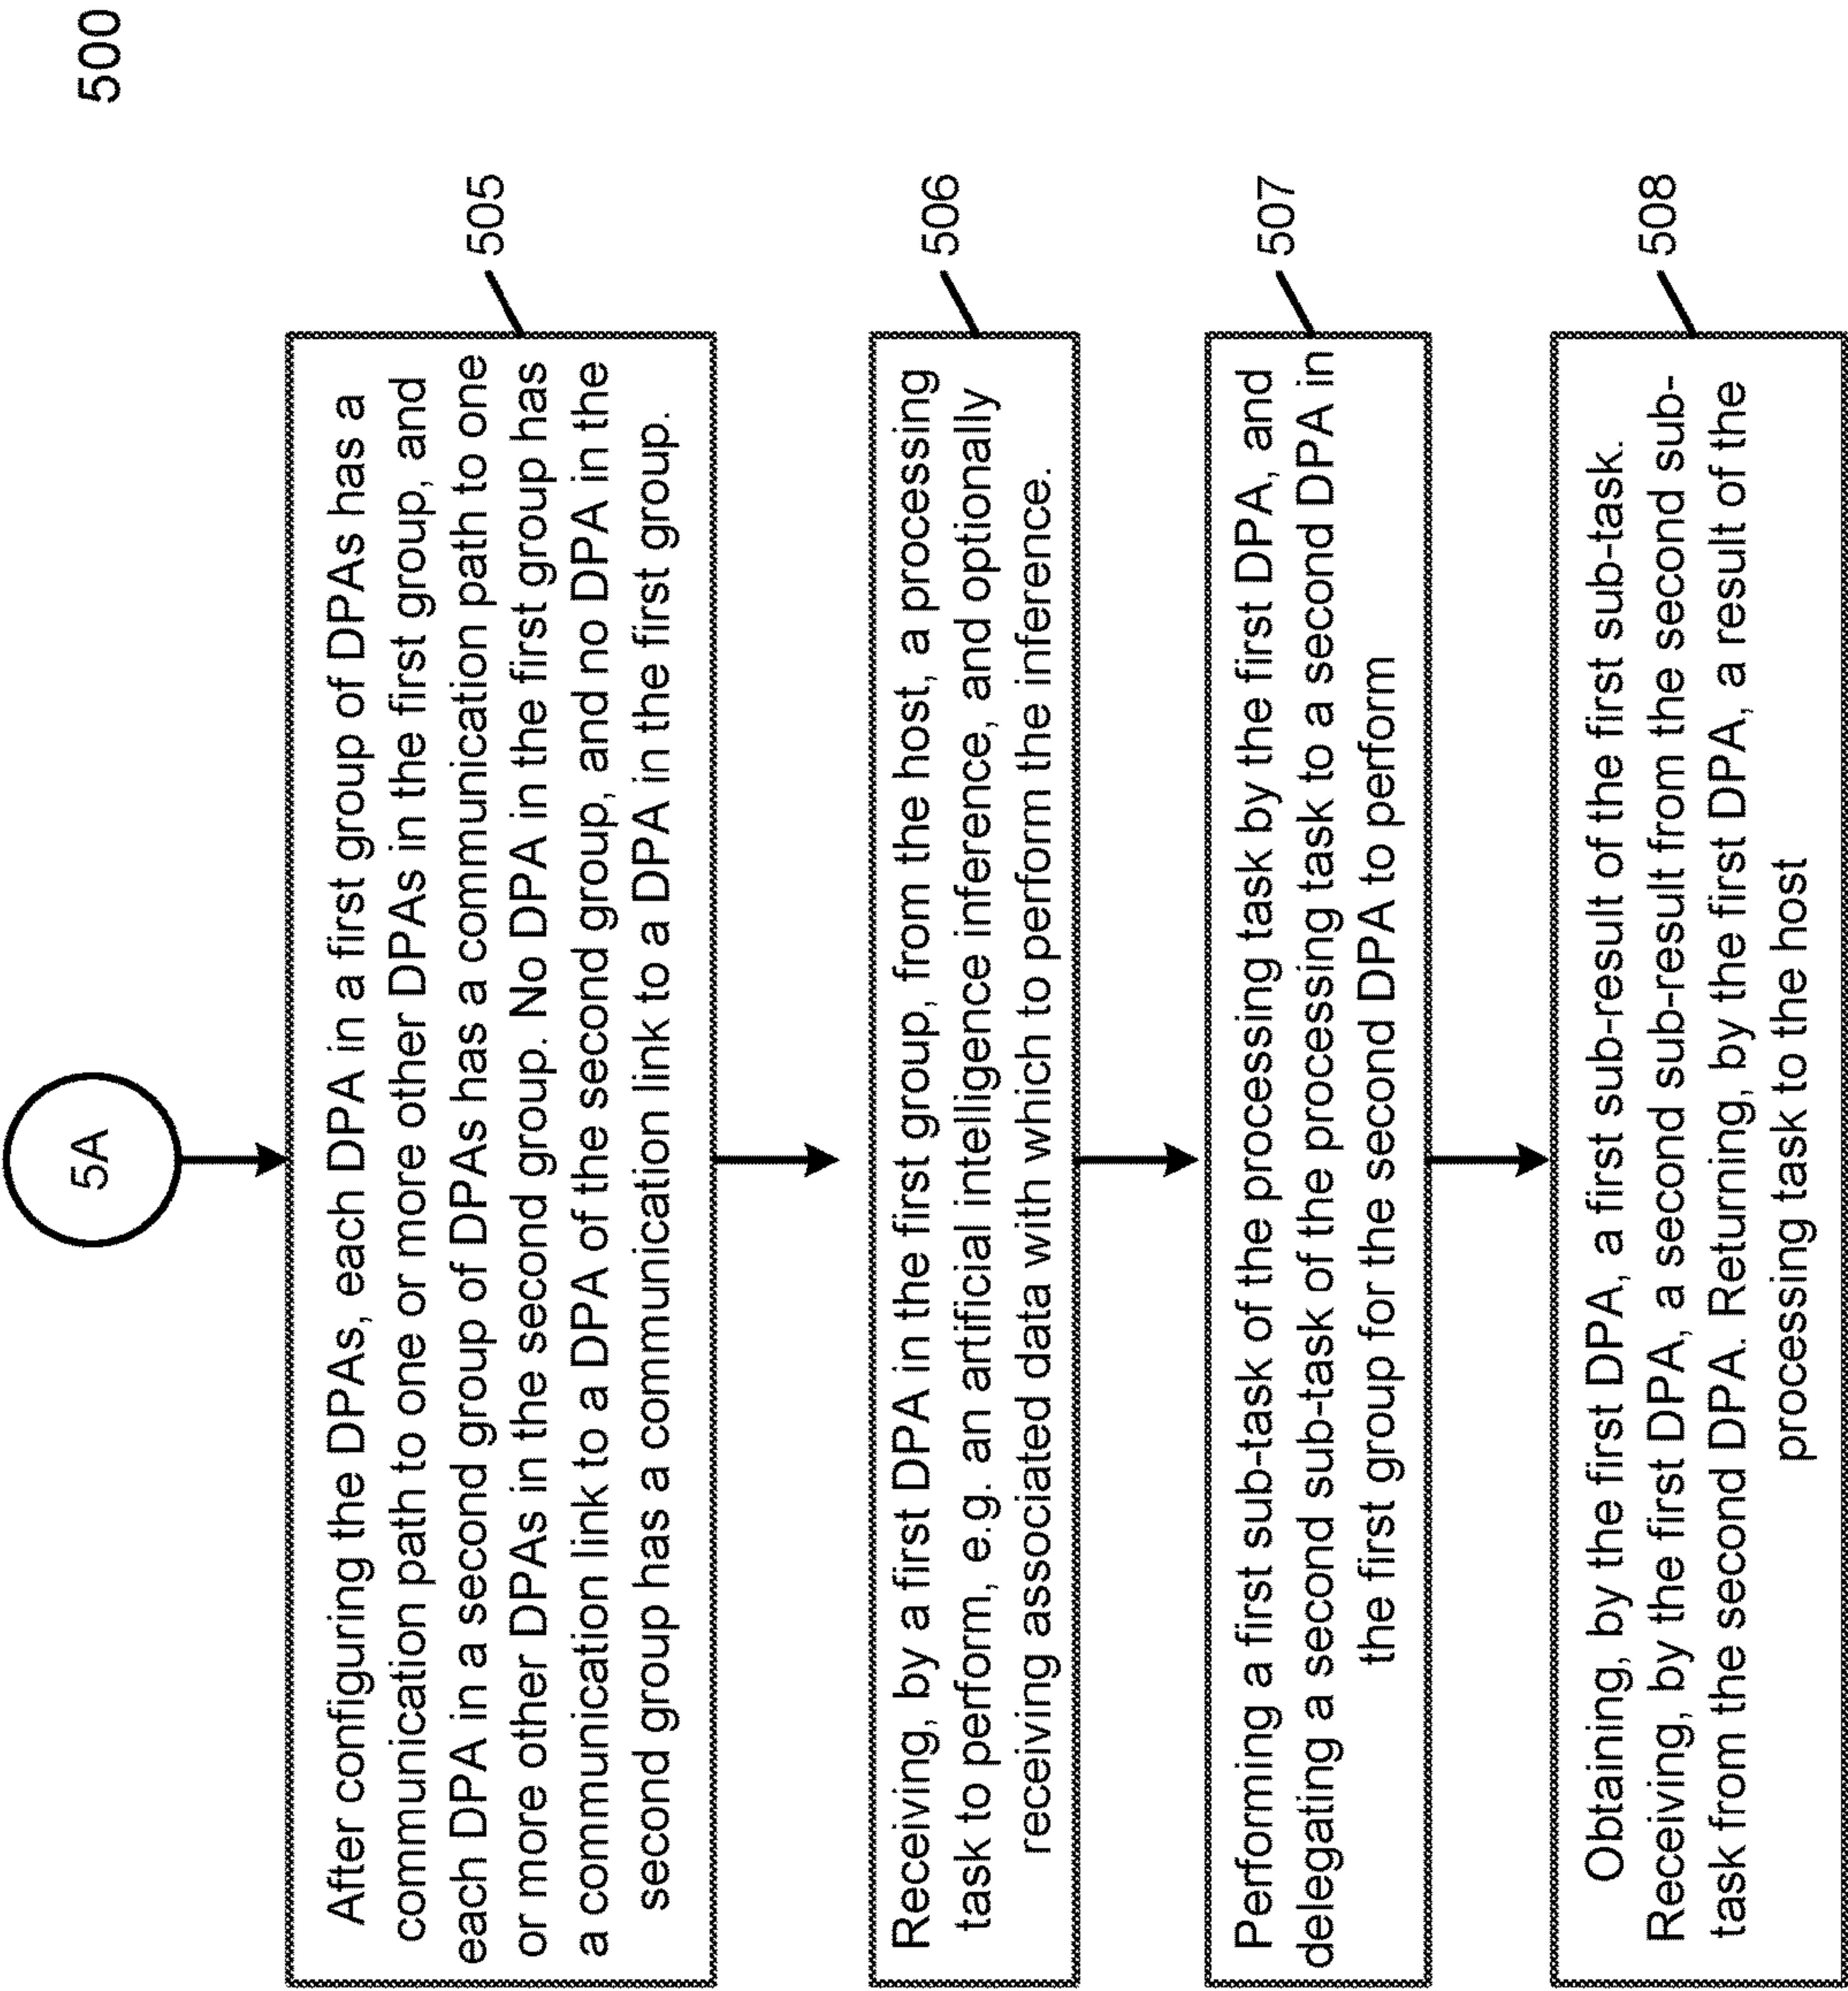 500
5A
After configuring the DPAs, each DPA in a first group of DPAs has a
communication path to one or more other DPAs in the first group, and
each DPA in a second group of DPAs has a communication path to one
or more other DPAs in the second group. No DPA in the first group has
a communication link to a DPA of the second group, and no DPA in the
second group has a communication link to a DPA in the first group.
505
Receiving, by a first DPA in the first group, from the host, a processing
task to perform, e.g. an artificial intelligence inference, and optionally
receiving associated data with which to perform the inference.
506
Performing a first sub-task of the processing task by the first DPA, and
delegating a second sub-task of the processing task to a second DPA in
the first group for the second DPA to perform
507
Obtaining, by the first DPA, a first sub-result of the first sub-task.
Receiving, by the first DPA, a second sub-result from the second sub-
task from the second DPA. Returning, by the first DPA, a result of the
processing task to the host
508